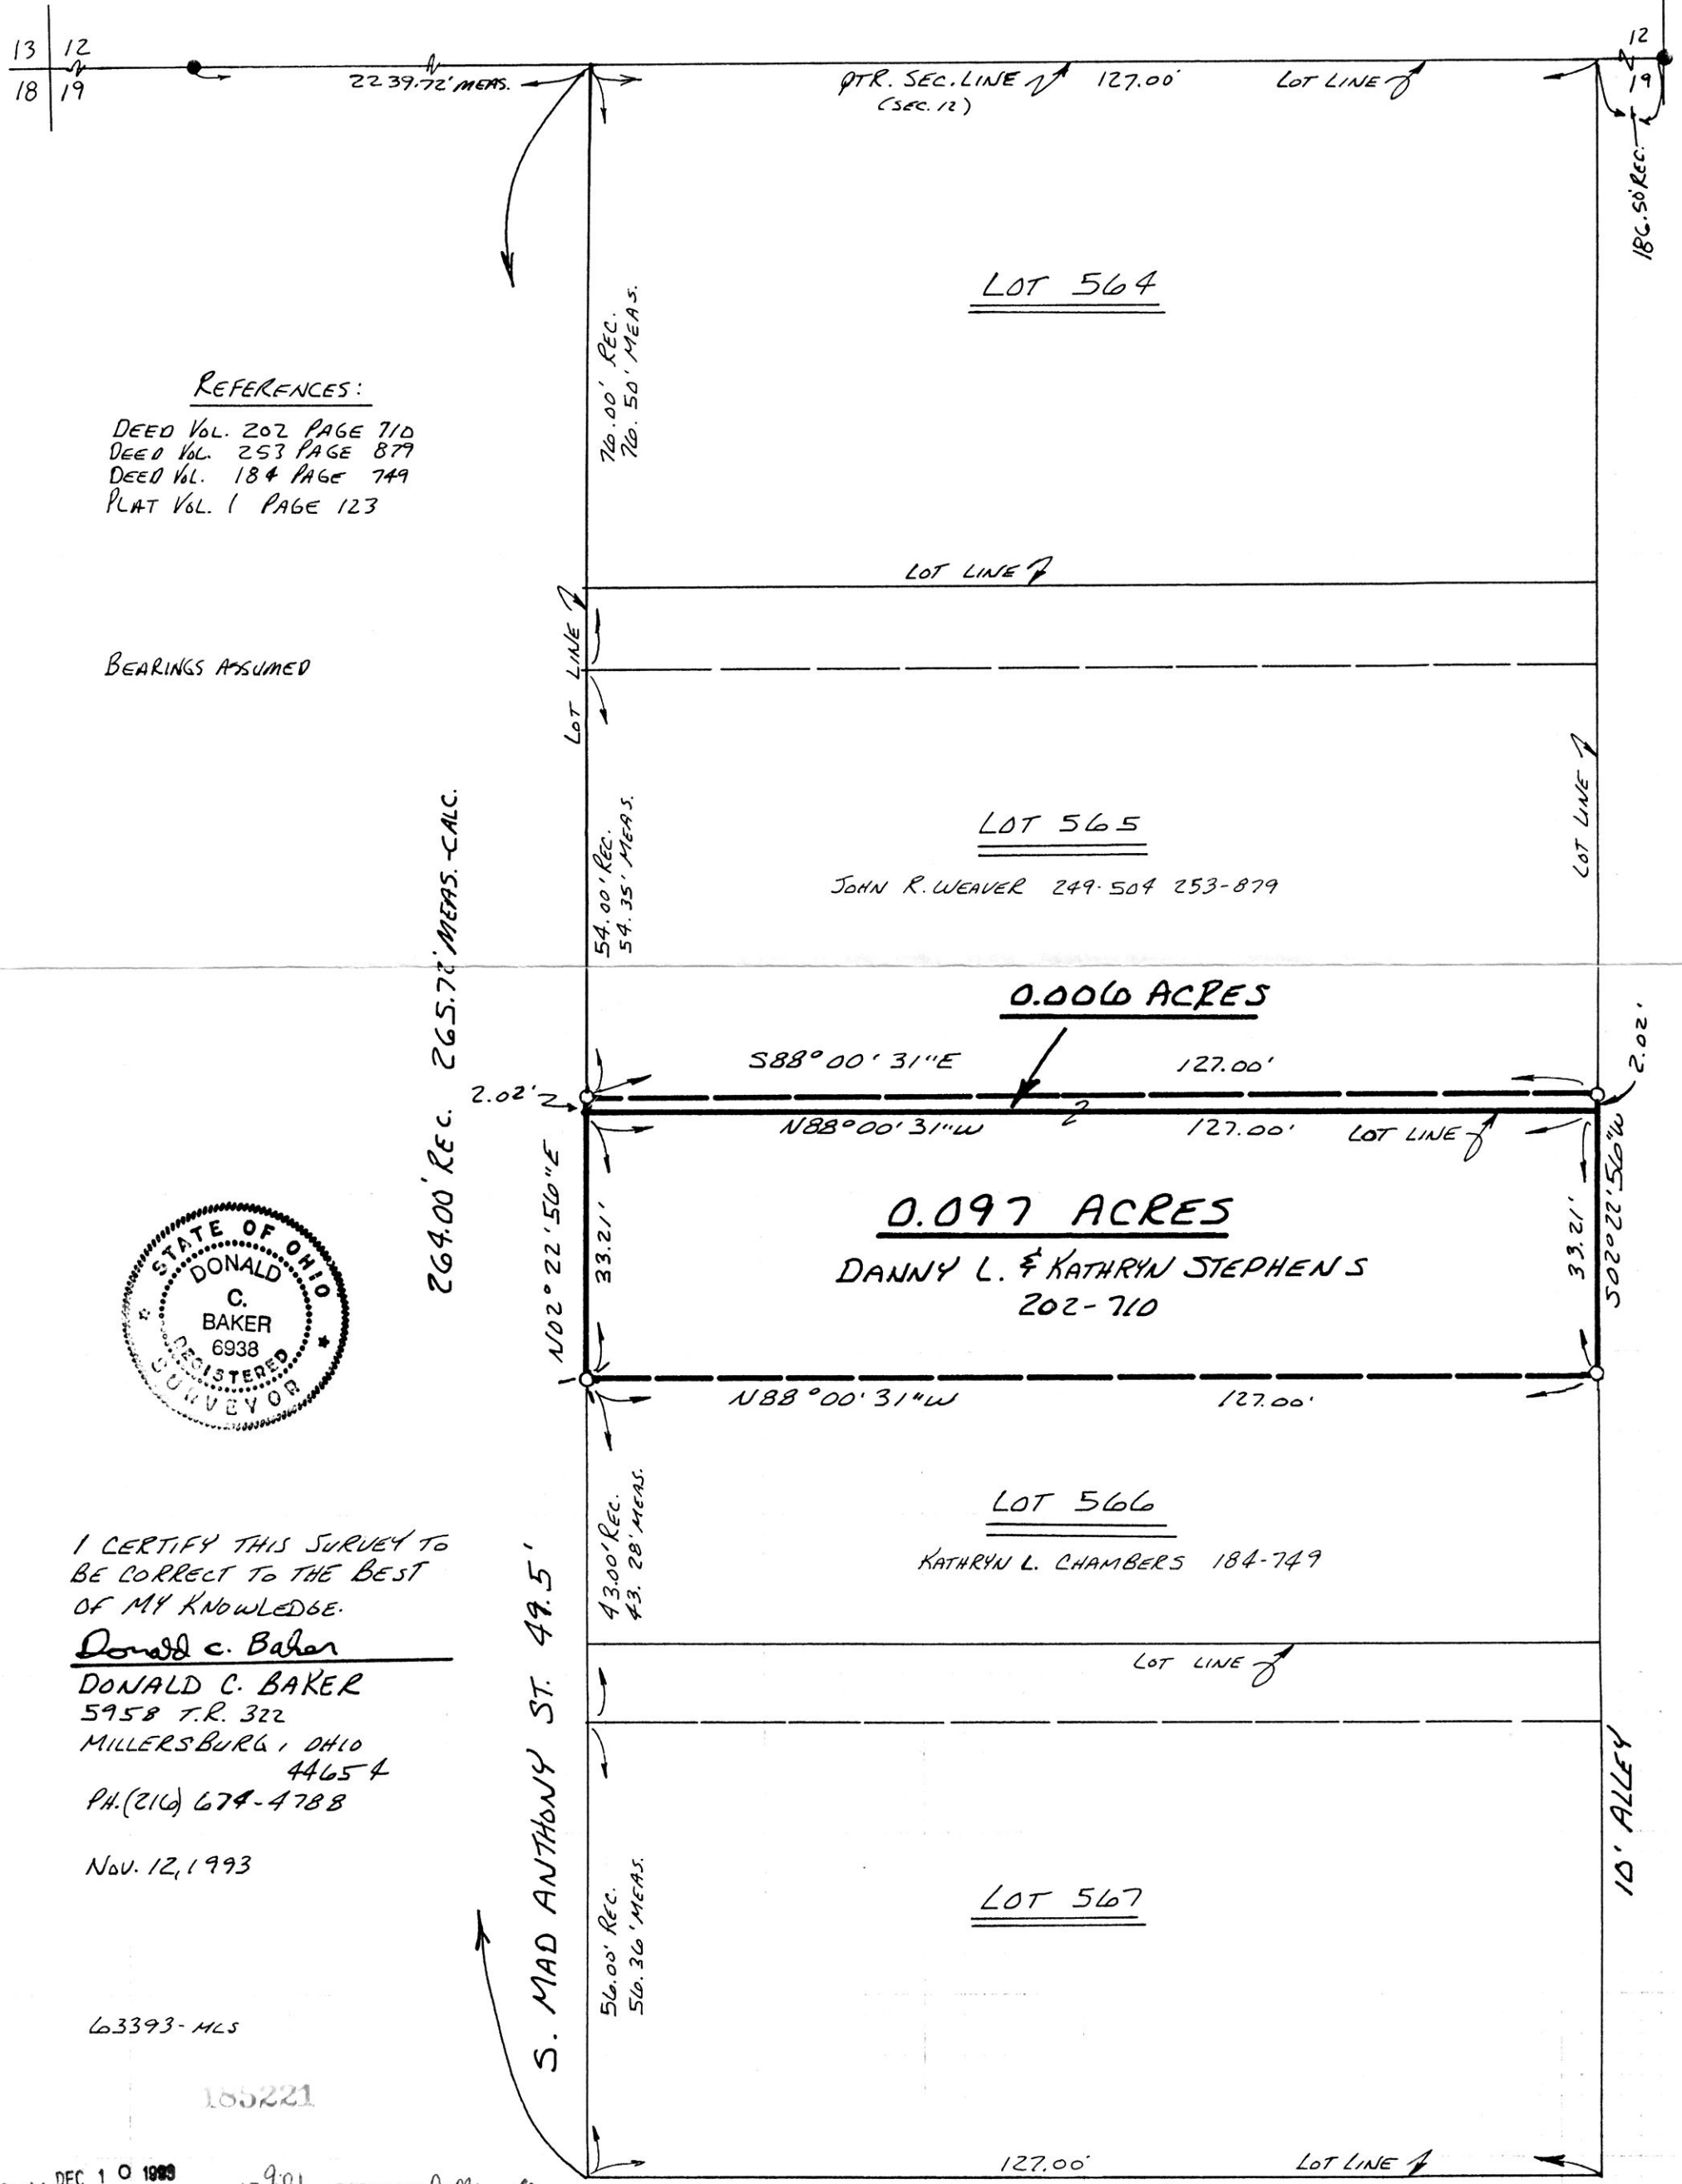 13 12
18 19
2239.72' MEAS.
QTR. SEC. LINE 127.00' LOT LINE
(SEC. 12)
12
19
186.50' REC.
LOT 564
76.00' REC.
76.50' MEAS.
REFERENCES:
DEED VOL. 202 PAGE 710
DEED VOL. 253 PAGE 879
DEED VOL. 184 PAGE 749
PLAT VOL. 1 PAGE 123
LOT LINE
LOT LINE
BEARINGS ASSUMED
LOT LINE
LOT 565
JOHN R. WEAVER 249-504 253-879
54.00' REC.
54.35' MEAS.
264.00' REC. 265.72' MEAS.-CALC.
0.006 ACRES
S88°00'31"E 127.00'
2.02'
2.02'
N88°00'31"W 127.00' LOT LINE
N02°22'56"E
33.21'
0.097 ACRES
DANNY L. & KATHRYN STEPHENS
202-710
33.21'
S02°22'56"W
N88°00'31"W 127.00'
STATE OF OHIO
DONALD
C.
BAKER
6938
REGISTERED
SURVEYOR
43.00' REC.
43.28' MEAS.
LOT 566
KATHRYN L. CHAMBERS 184-749
LOT LINE
I CERTIFY THIS SURVEY TO
BE CORRECT TO THE BEST
OF MY KNOWLEDGE.
Donald C. Baker
DONALD C. BAKER
5958 T.R. 322
MILLERSBURG, OHIO
44654
PH.(216) 674-4788
NOV. 12, 1993
S. MAD ANTHONY ST. 49.5'
10' ALLEY
56.00' REC.
56.36' MEAS.
LOT 567
63393-MLS
185221
127.00' LOT LINE
DEC 10 1993
9:01